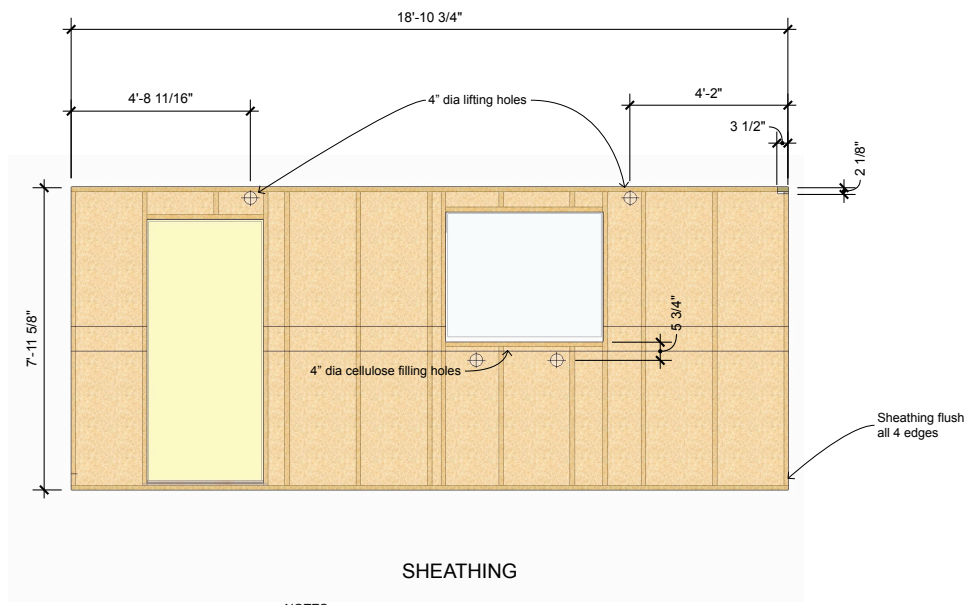 18'-10 3/4"
4'-8 11/16"
4” dia lifting holes
4'-2"
3 1/2"
2 1/8"
7'-11 5/8"
5 3/4"
4” dia cellulose filling holes
Sheathing flush
all 4 edges
SHEATHING
NOTES